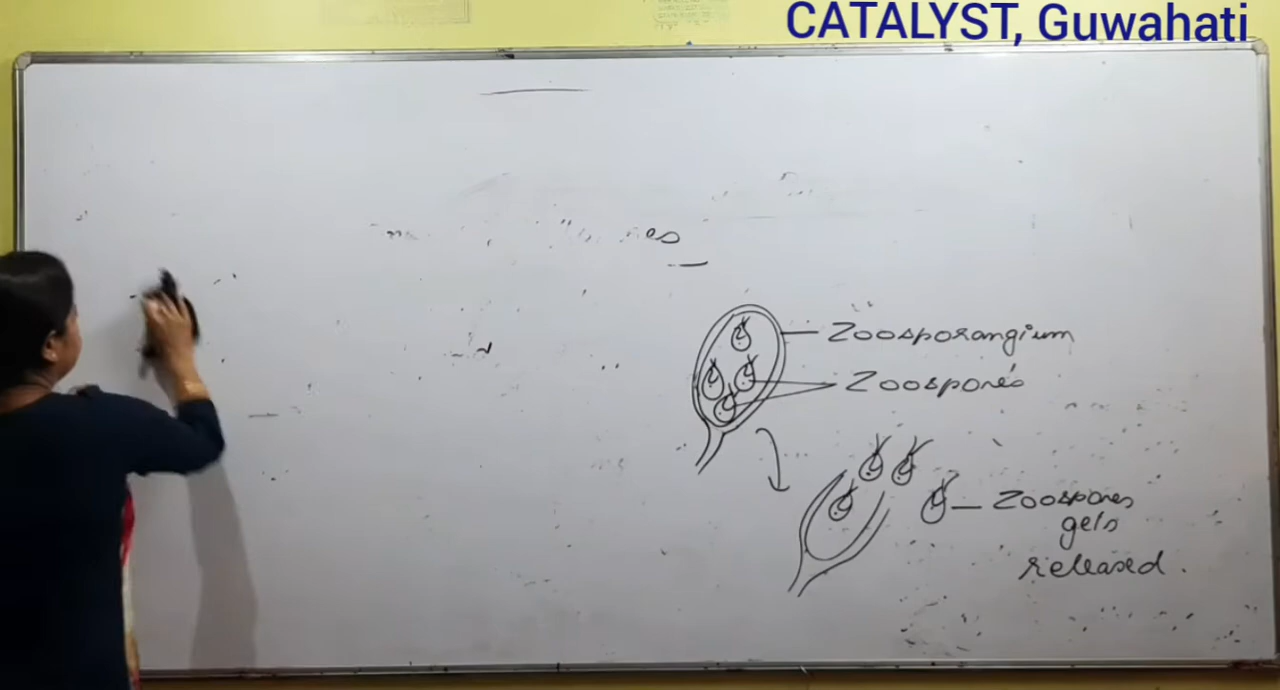 CATALYST, Guwahati
Zoosporangium
Zoospores
Zoospores
gets
released.